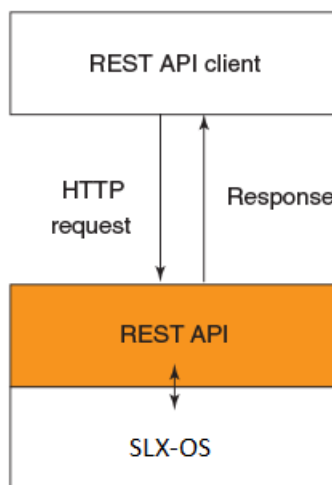 REST API client
HTTP
request
Response
REST API
SLX-OS